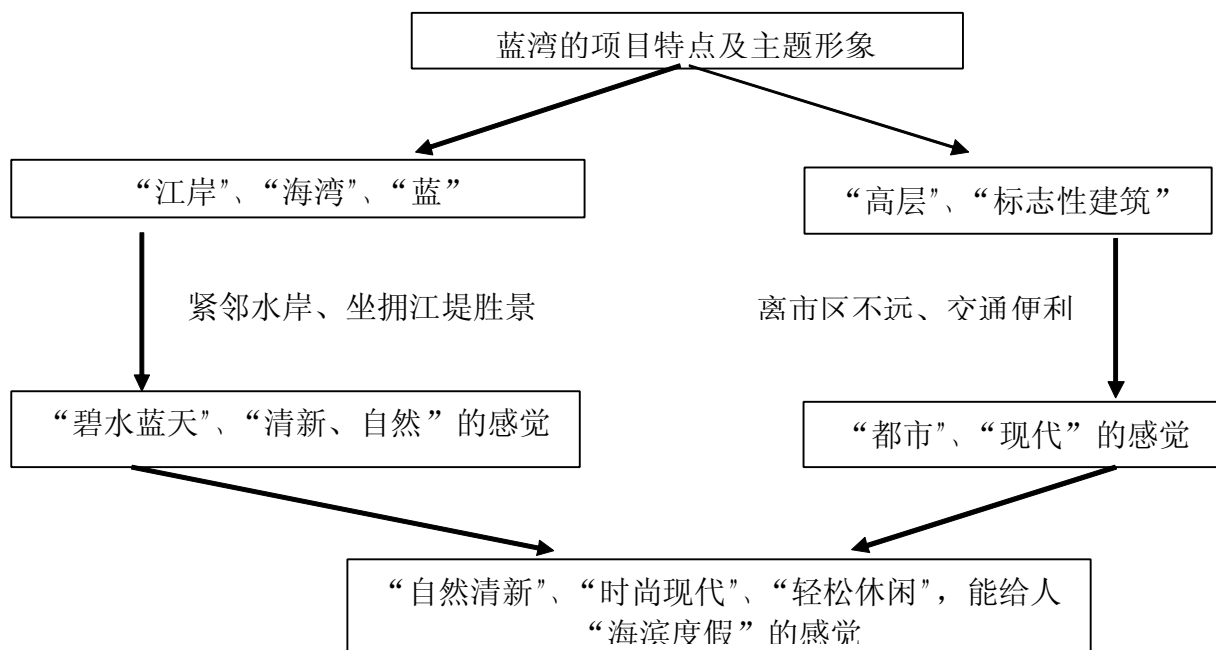 蓝湾的项目特点及主题形象
“江岸”、“海湾”、“蓝”
“高层”、“标志性建筑”
紧邻水岸、坐拥江堤胜景
离市区不远、交通便利
“碧水蓝天”、“清新、自然”的感觉
“都市”、“现代”的感觉
“自然清新”、“时尚现代”、“轻松休闲”，能给人
“海滨度假”的感觉